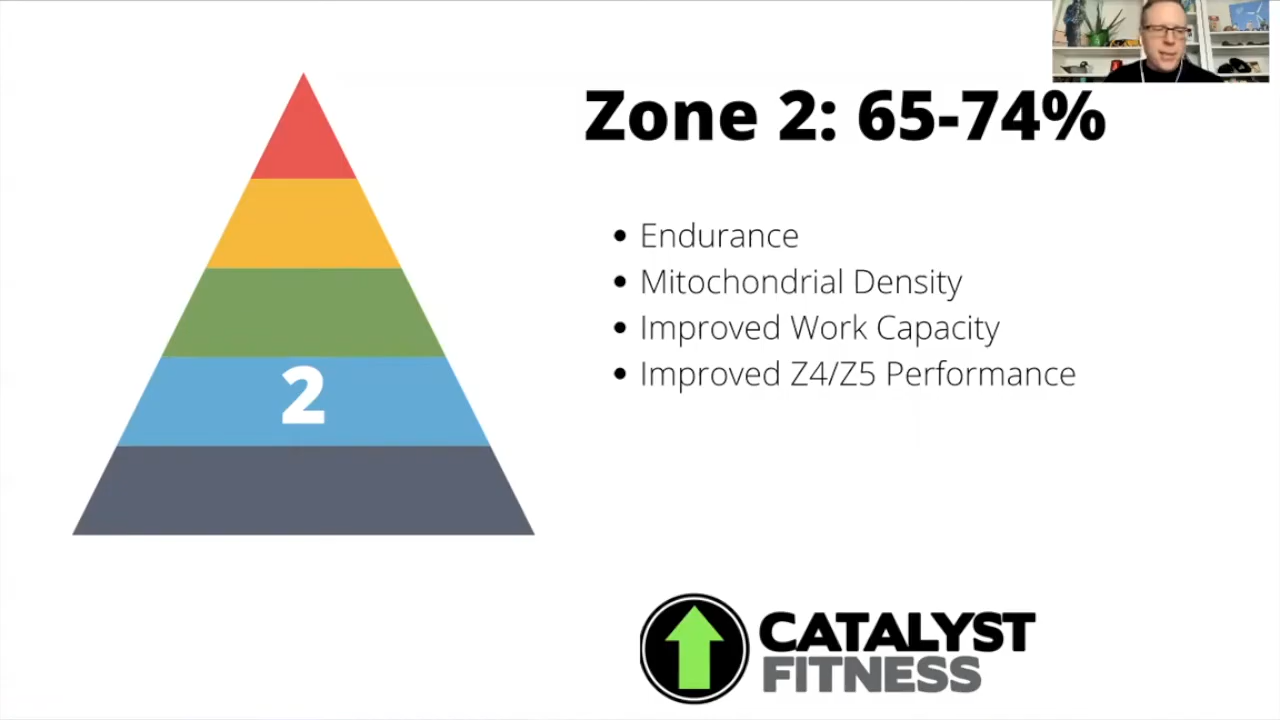 Zone 2: 65-74%
2
Endurance
Mitochondrial Density
Improved Work Capacity
Improved Z4/Z5 Performance
CATALYST
FITNESS